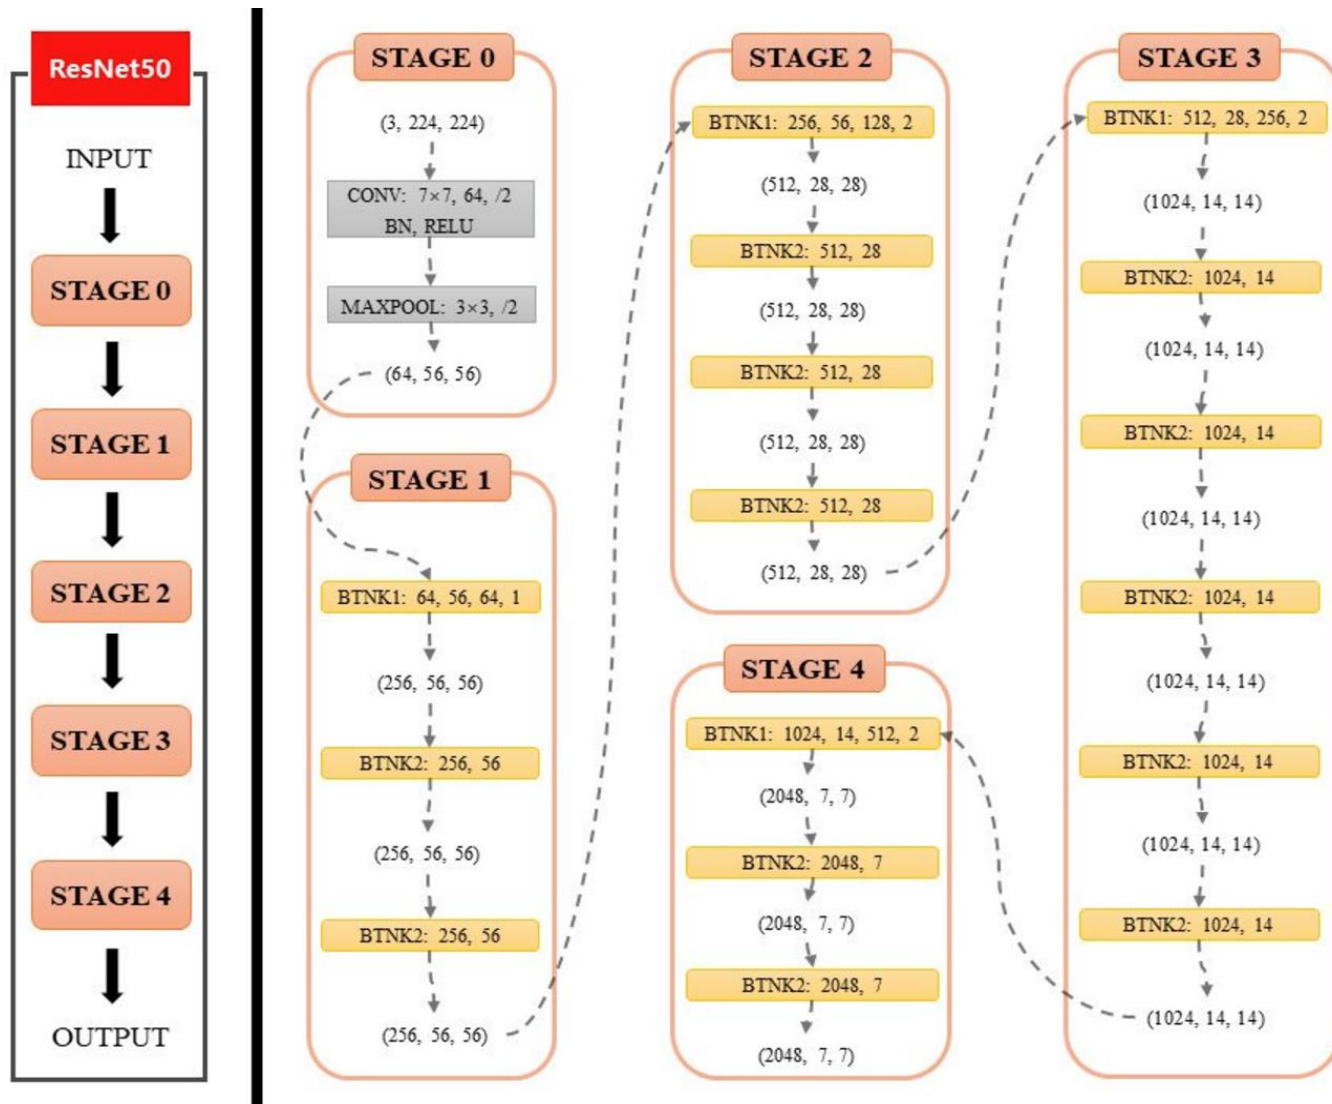 ResNet50
INPUT
STAGE 0
STAGE 1
STAGE 2
STAGE 3
STAGE 4
OUTPUT
STAGE 0
(3, 224, 224)
CONV: 7×7, 64, /2
BN, RELU
MAXPOOL: 3×3, /2
(64, 56, 56)
STAGE 1
BTNK1: 64, 56, 64, 1
(256, 56, 56)
BTNK2: 256, 56
(256, 56, 56)
BTNK2: 256, 56
(256, 56, 56)
STAGE 2
BTNK1: 256, 56, 128, 2
(512, 28, 28)
BTNK2: 512, 28
(512, 28, 28)
BTNK2: 512, 28
(512, 28, 28)
BTNK2: 512, 28
(512, 28, 28)
STAGE 3
BTNK1: 512, 28, 256, 2
(1024, 14, 14)
BTNK2: 1024, 14
(1024, 14, 14)
BTNK2: 1024, 14
(1024, 14, 14)
BTNK2: 1024, 14
(1024, 14, 14)
BTNK2: 1024, 14
(1024, 14, 14)
BTNK2: 1024, 14
(1024, 14, 14)
STAGE 4
BTNK1: 1024, 14, 512, 2
(2048, 7, 7)
BTNK2: 2048, 7
(2048, 7, 7)
BTNK2: 2048, 7
(2048, 7, 7)